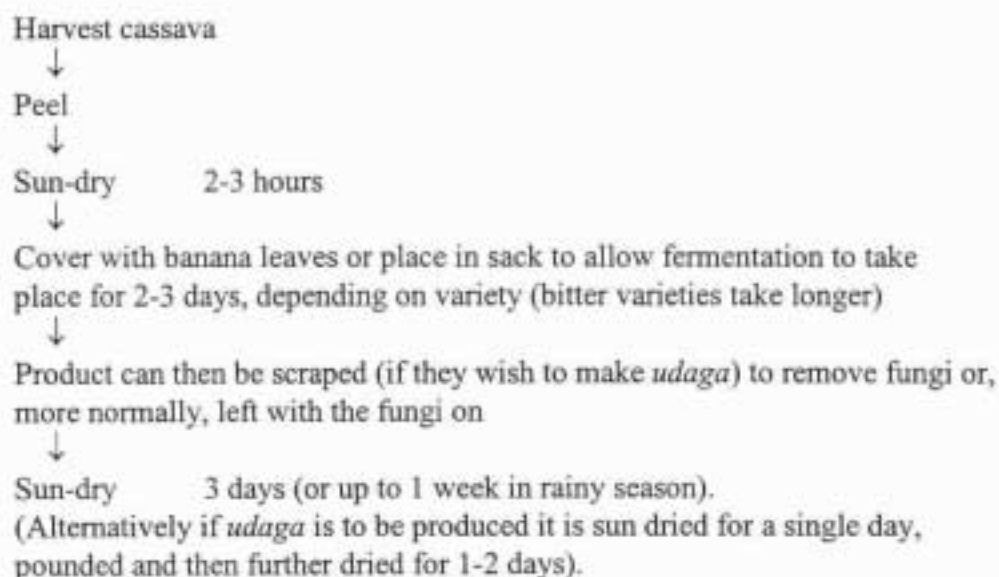 Harvest cassava
↓
Peel
↓
Sun-dry 2-3 hours
↓
Cover with banana leaves or place in sack to allow fermentation to take
place for 2-3 days, depending on variety (bitter varieties take longer)
↓
Product can then be scraped (if they wish to make udaga) to remove fungi or,
more normally, left with the fungi on
↓
Sun-dry 3 days (or up to 1 week in rainy season).
(Alternatively if udaga is to be produced it is sun dried for a single day,
pounded and then further dried for 1-2 days).